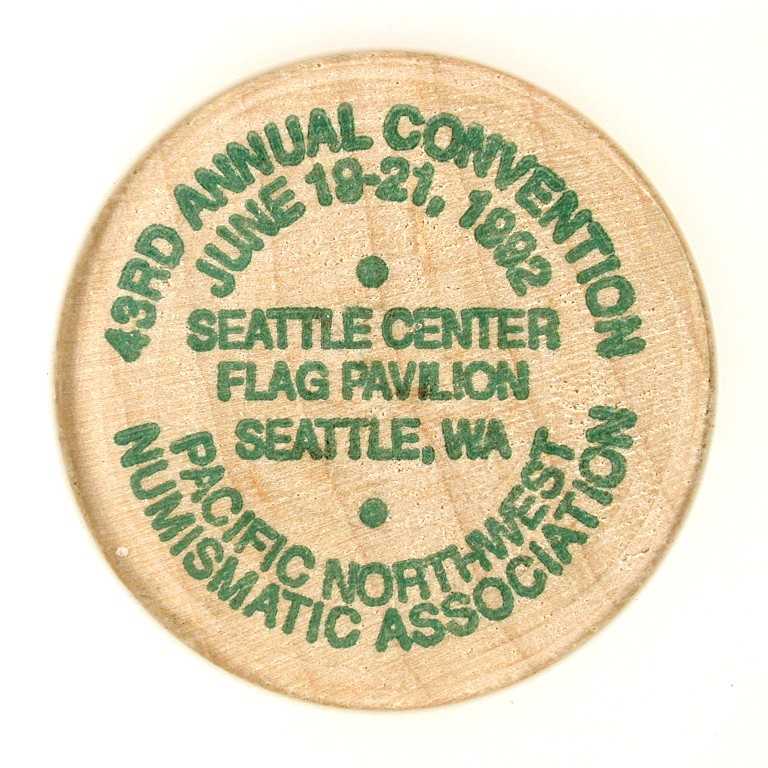 43RD ANNUAL CONVENTION
JUNE 19-21, 1992
SEATTLE CENTER
FLAG PAVILION
SEATTLE, WA
PACIFIC NORTHWEST
NUMISMATIC ASSOCIATION